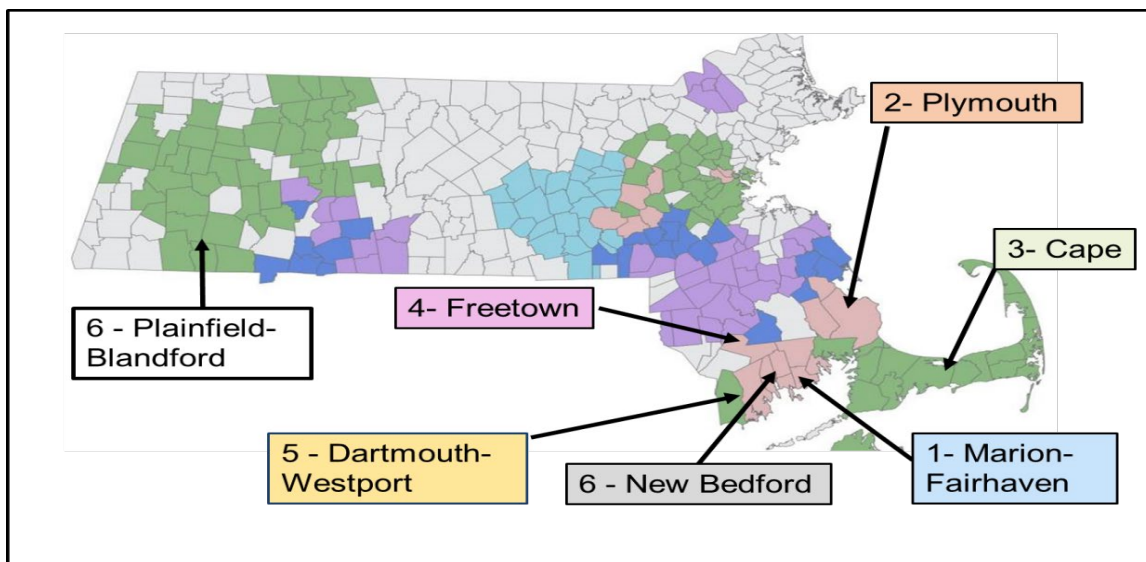 2- Plymouth
3- Cape
4- Freetown
6 - Plainfield-
Blandford
5 - Dartmouth-
Westport
6 - New Bedford
1- Marion-
Fairhaven